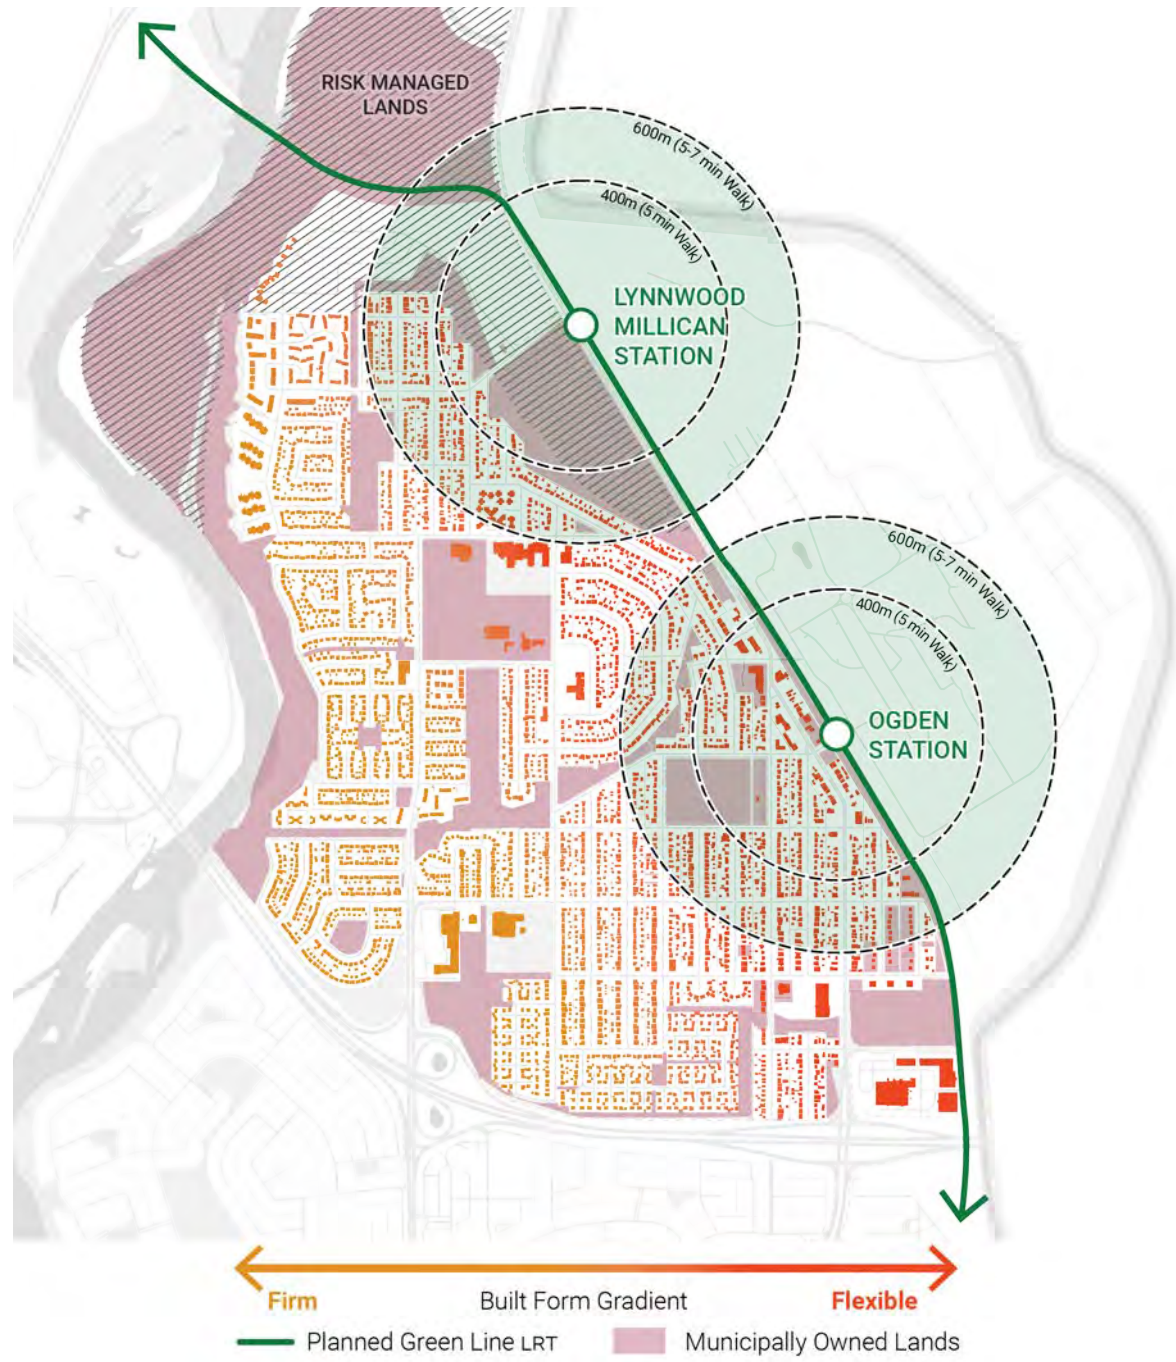 RISK MANAGED
LANDS
600m (5-7 min Walk)
400m (5 min Walk)
LYNNWOOD
MILLICAN
STATION
600m (5-7 min Walk)
400m (5 min Walk)
OGDEN
STATION
Firm
Built Form Gradient
Flexible
Planned Green Line LRT
Municipally Owned Lands